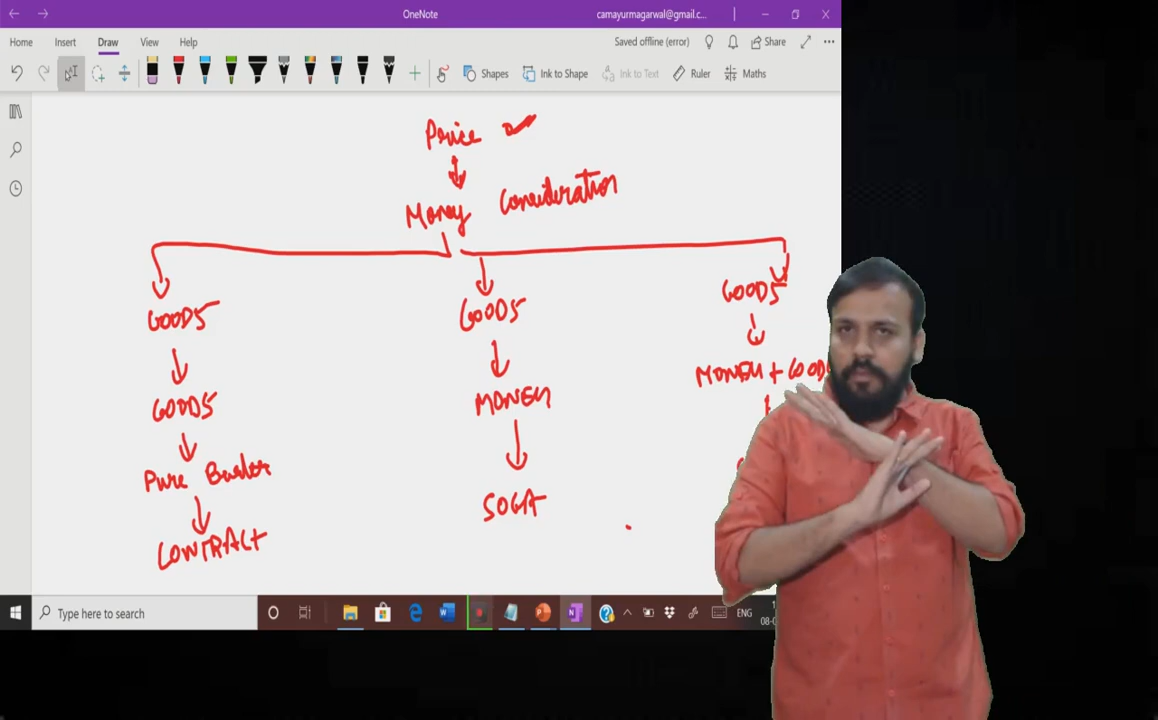 OneNote
camayurmagarwal@gmail.c...
Home Insert Draw View Help
Saved offline (error)
Share
Shapes
Ink to Shape
Ink to Text
Ruler
Maths
Price
Money Consideration
GOODS
GOODS
Pure Barter
CONTRACT
GOODS
MONEY
SOGA
GOODS
MONEY + GOOD
Type here to search
ENG
08-